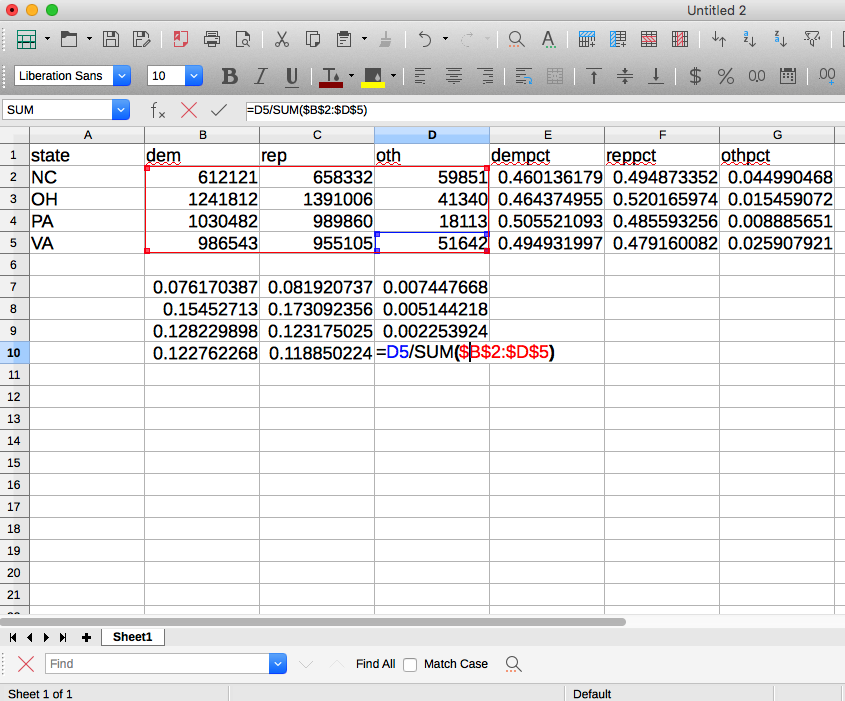 Untitled 2
Liberation Sans 10 B I U T $ % 0.0 .00
SUM fx =D5/SUM($B$2:$D$5)
A B C D E F G
1 state dem rep oth dempct reppct othpct
2 NC 612121 658332 59851 0.460136179 0.494873352 0.044990468
3 OH 1241812 1391006 41340 0.464374955 0.520165974 0.015459072
4 PA 1030482 989860 18113 0.505521093 0.485593256 0.008885651
5 VA 986543 955105 51642 0.494931997 0.479160082 0.025907921
6
7 0.076170387 0.081920737 0.007447668
8 0.15452713 0.173092356 0.005144218
9 0.128229898 0.123175025 0.002253924
10 0.122762268 0.118850224 =D5/SUM($B$2:$D$5)
11
12
13
14
15
16
17
18
19
20
21
Sheet1
Find Find All Match Case
Sheet 1 of 1 Default